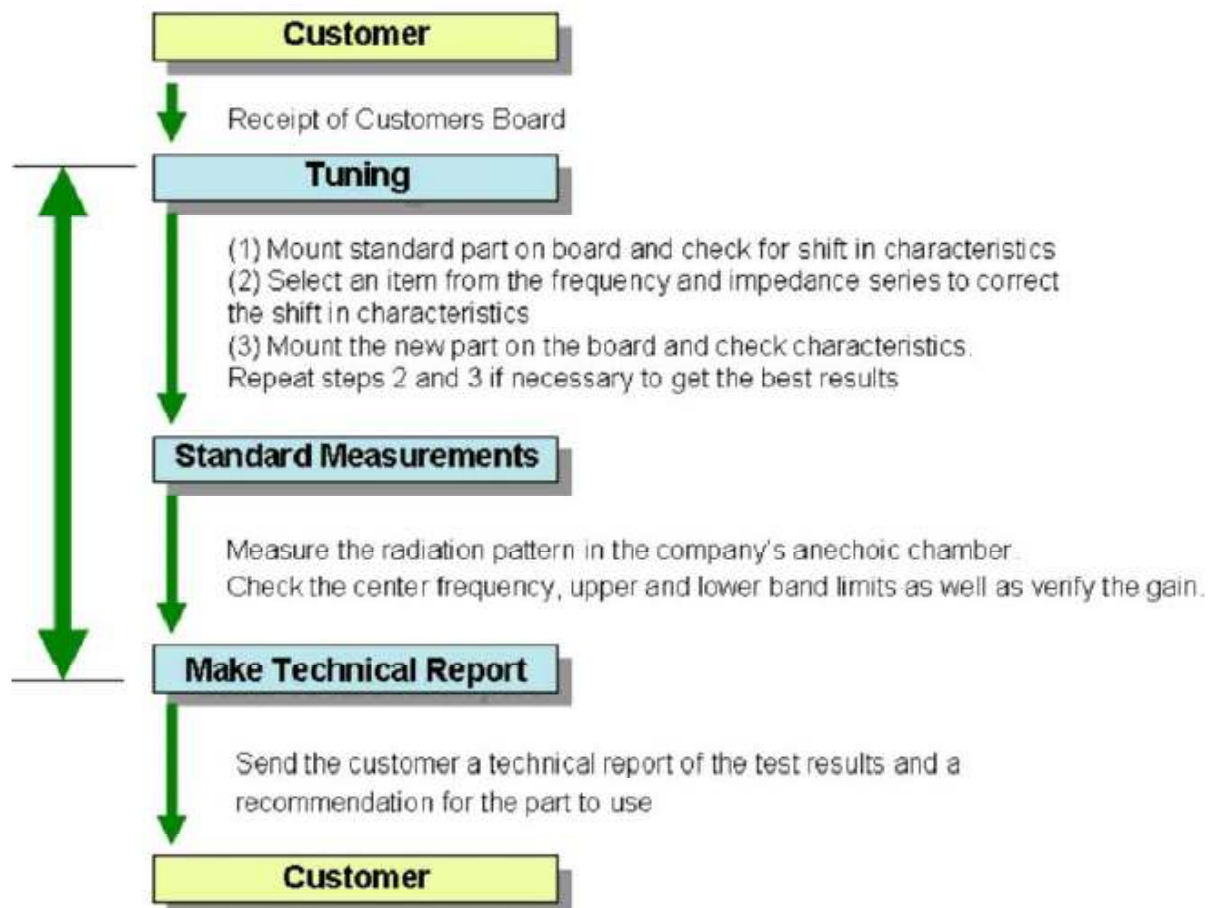 Customer
Receipt of Customers Board
Tuning
(1) Mount standard part on board and check for shift in characteristics
(2) Select an item from the frequency and impedance series to correct
the shift in characteristics
(3) Mount the new part on the board and check characteristics.
Repeat steps 2 and 3 if necessary to get the best results
Standard Measurements
Measure the radiation pattern in the company's anechoic chamber.
Check the center frequency, upper and lower band limits as well as verify the gain.
Make Technical Report
Send the customer a technical report of the test results and a
recommendation for the part to use
Customer